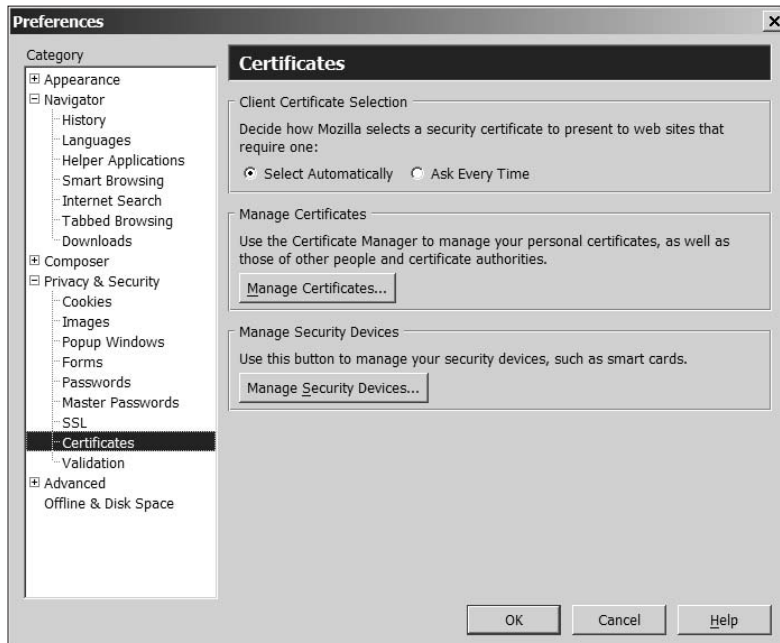 Preferences
Category
Appearance
Navigator
History
Languages
Helper Applications
Smart Browsing
Internet Search
Tabbed Browsing
Downloads
Composer
Privacy & Security
Cookies
Images
Popup Windows
Forms
Passwords
Master Passwords
SSL
Certificates
Validation
Advanced
Offline & Disk Space
Certificates
Client Certificate Selection
Decide how Mozilla selects a security certificate to present to web sites that
require one:
Select Automatically Ask Every Time
Manage Certificates
Use the Certificate Manager to manage your personal certificates, as well as
those of other people and certificate authorities.
Manage Certificates...
Manage Security Devices
Use this button to manage your security devices, such as smart cards.
Manage Security Devices...
OK Cancel Help